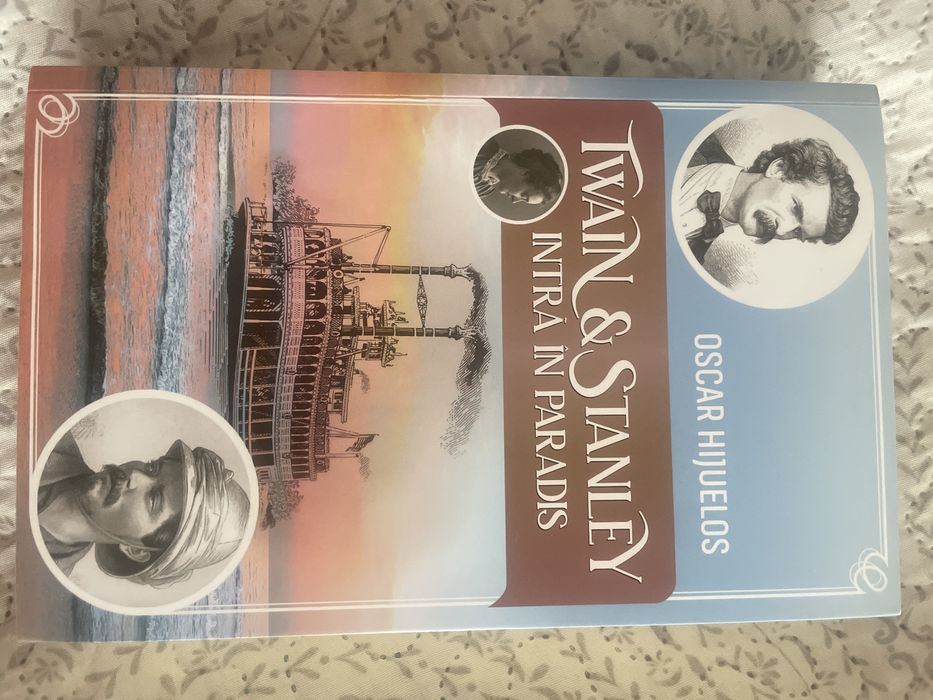 OSCAR HIJUELOS
TWAIN & STANLEY
INTRĂ ÎN PARADIS